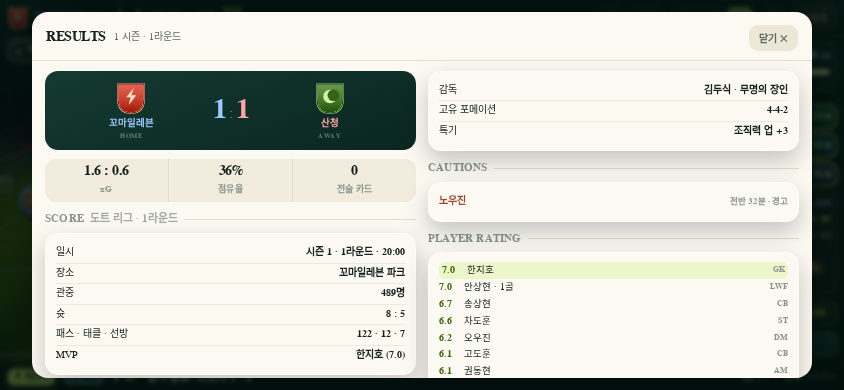 RESULTS 1 시즌 · 1라운드
닫기 ×
꼬마일레븐
HOME
1 : 1
산청
AWAY
1.6 : 0.6
xG
36%
점유율
0
전술 카드
SCORE 도트 리그 · 1라운드
일시 시즌 1 · 1라운드 · 20:00
장소 꼬마일레븐 파크
관중 489명
슛 8 : 5
패스 · 태클 · 선방 122 · 12 · 7
MVP 한지호 (7.0)
감독 김두식 · 무명의 장인
고유 포메이션 4-4-2
특기 조직력 업 +3
CAUTIONS
노우진 전반 32분 · 경고
PLAYER RATING
7.0 한지호 GK
7.0 안상현 · 1골 LWF
6.7 송상현 CB
6.6 차도훈 ST
6.2 오우진 DM
6.1 고도훈 CB
6.1 권동현 AM